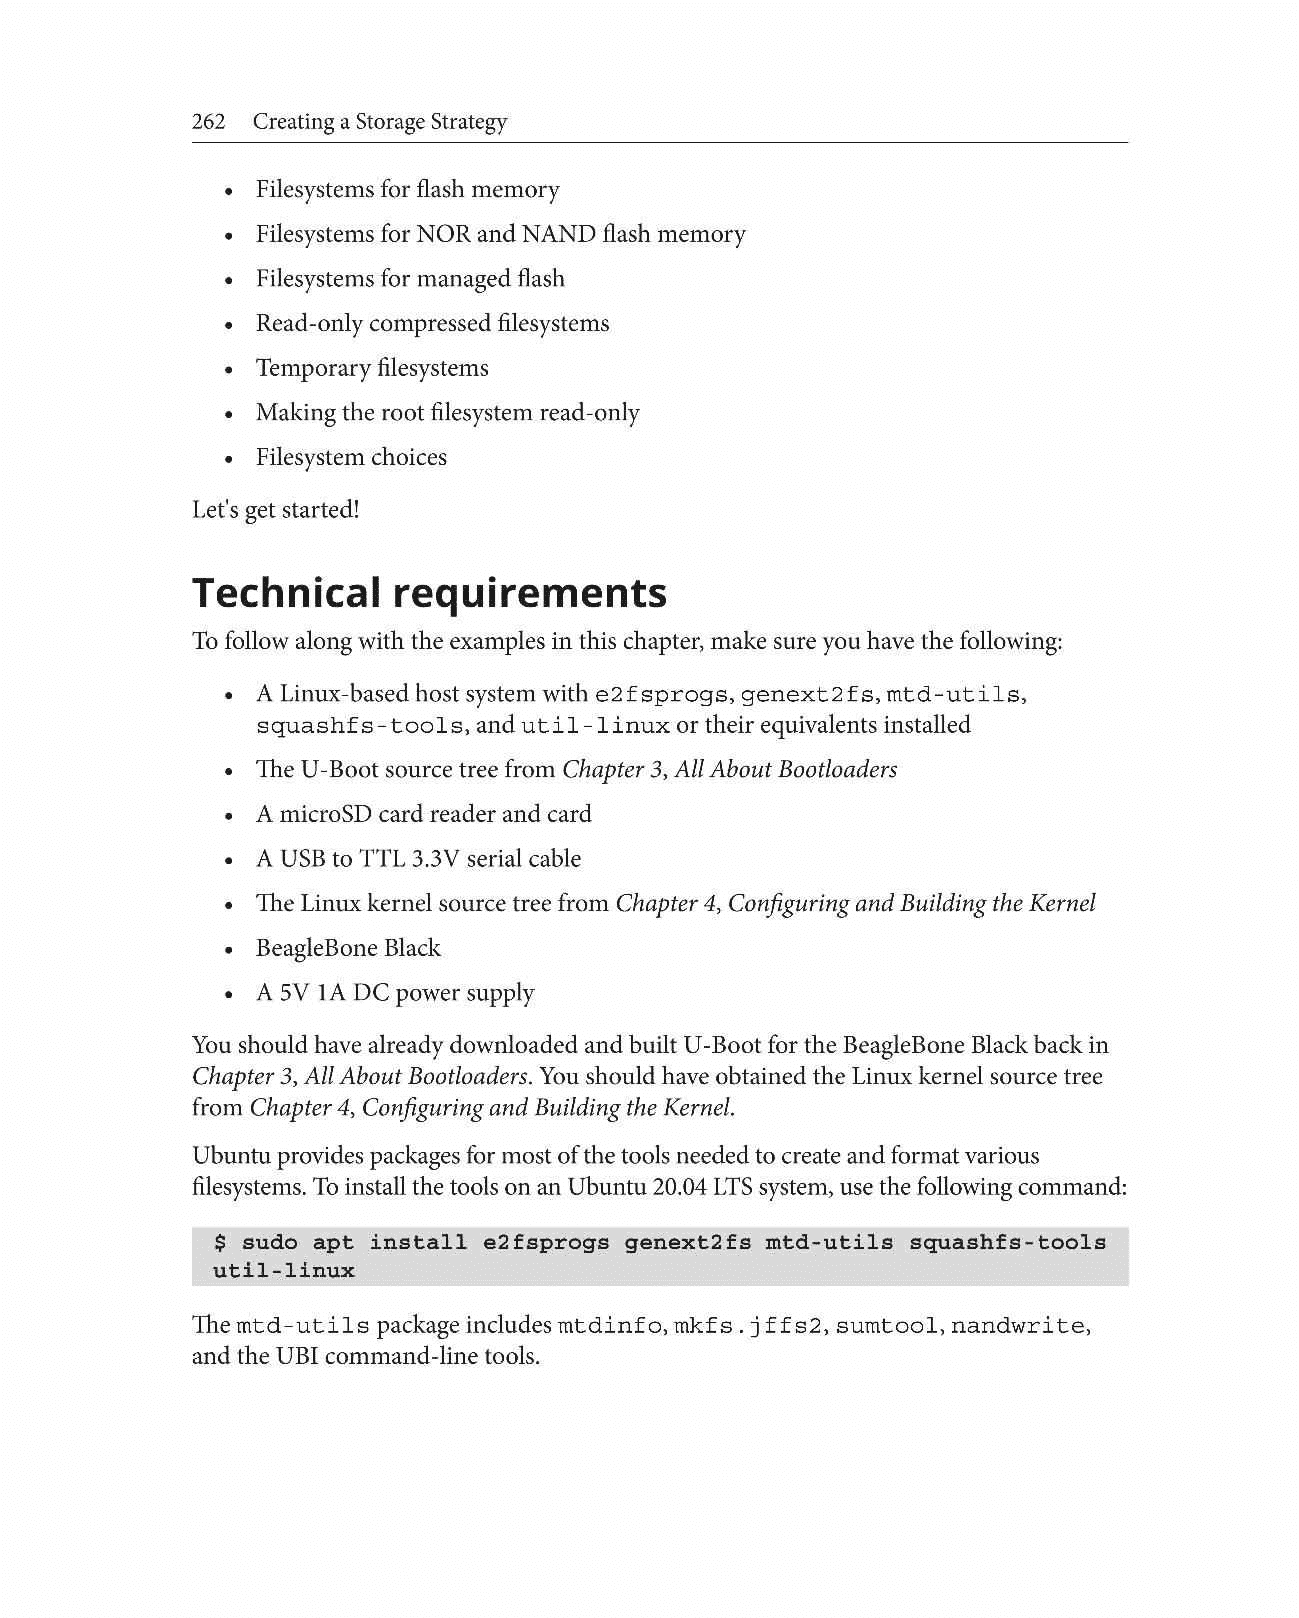 262 Creating a Storage Strategy
• Filesystems for flash memory
• Filesystems for NOR and NAND flash memory
• Filesystems for managed flash
• Read-only compressed filesystems
• Temporary filesystems
• Making the root filesystem read-only
• Filesystem choices
Let's get started!
Technical requirements
To follow along with the examples in this chapter, make sure you have the following:
• A Linux-based host system with e2fsprogs, genext2fs, mtd-utils,
squashfs-tools, and util-linux or their equivalents installed
• The U-Boot source tree from Chapter 3, All About Bootloaders
• A microSD card reader and card
• A USB to TTL 3.3V serial cable
• The Linux kernel source tree from Chapter 4, Configuring and Building the Kernel
• BeagleBone Black
• A 5V 1A DC power supply
You should have already downloaded and built U-Boot for the BeagleBone Black back in
Chapter 3, All About Bootloaders. You should have obtained the Linux kernel source tree
from Chapter 4, Configuring and Building the Kernel.
Ubuntu provides packages for most of the tools needed to create and format various
filesystems. To install the tools on an Ubuntu 20.04 LTS system, use the following command:
$ sudo apt install e2fsprogs genext2fs mtd-utils squashfs-tools
util-linux
The mtd-utils package includes mtdinfo, mkfs.jffs2, sumtool, nandwrite,
and the UBI command-line tools.